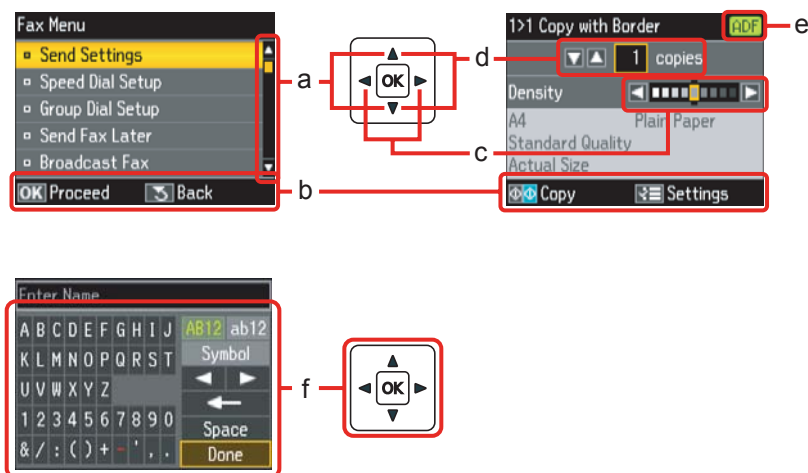 Fax Menu
Send Settings
Speed Dial Setup
Group Dial Setup
Send Fax Later
Broadcast Fax
OK Proceed Back
a
b
OK
d
c
1>1 Copy with Border ADF
e
1 copies
Density
A4 Plain Paper
Standard Quality
Actual Size
Copy Settings
Enter Name
A B C D E F G H I J AB12 ab12
K L M N O P Q R S T Symbol
U V W X Y Z
1 2 3 4 5 6 7 8 9 0 Space
& / : ( ) + - ' , . Done
f
OK